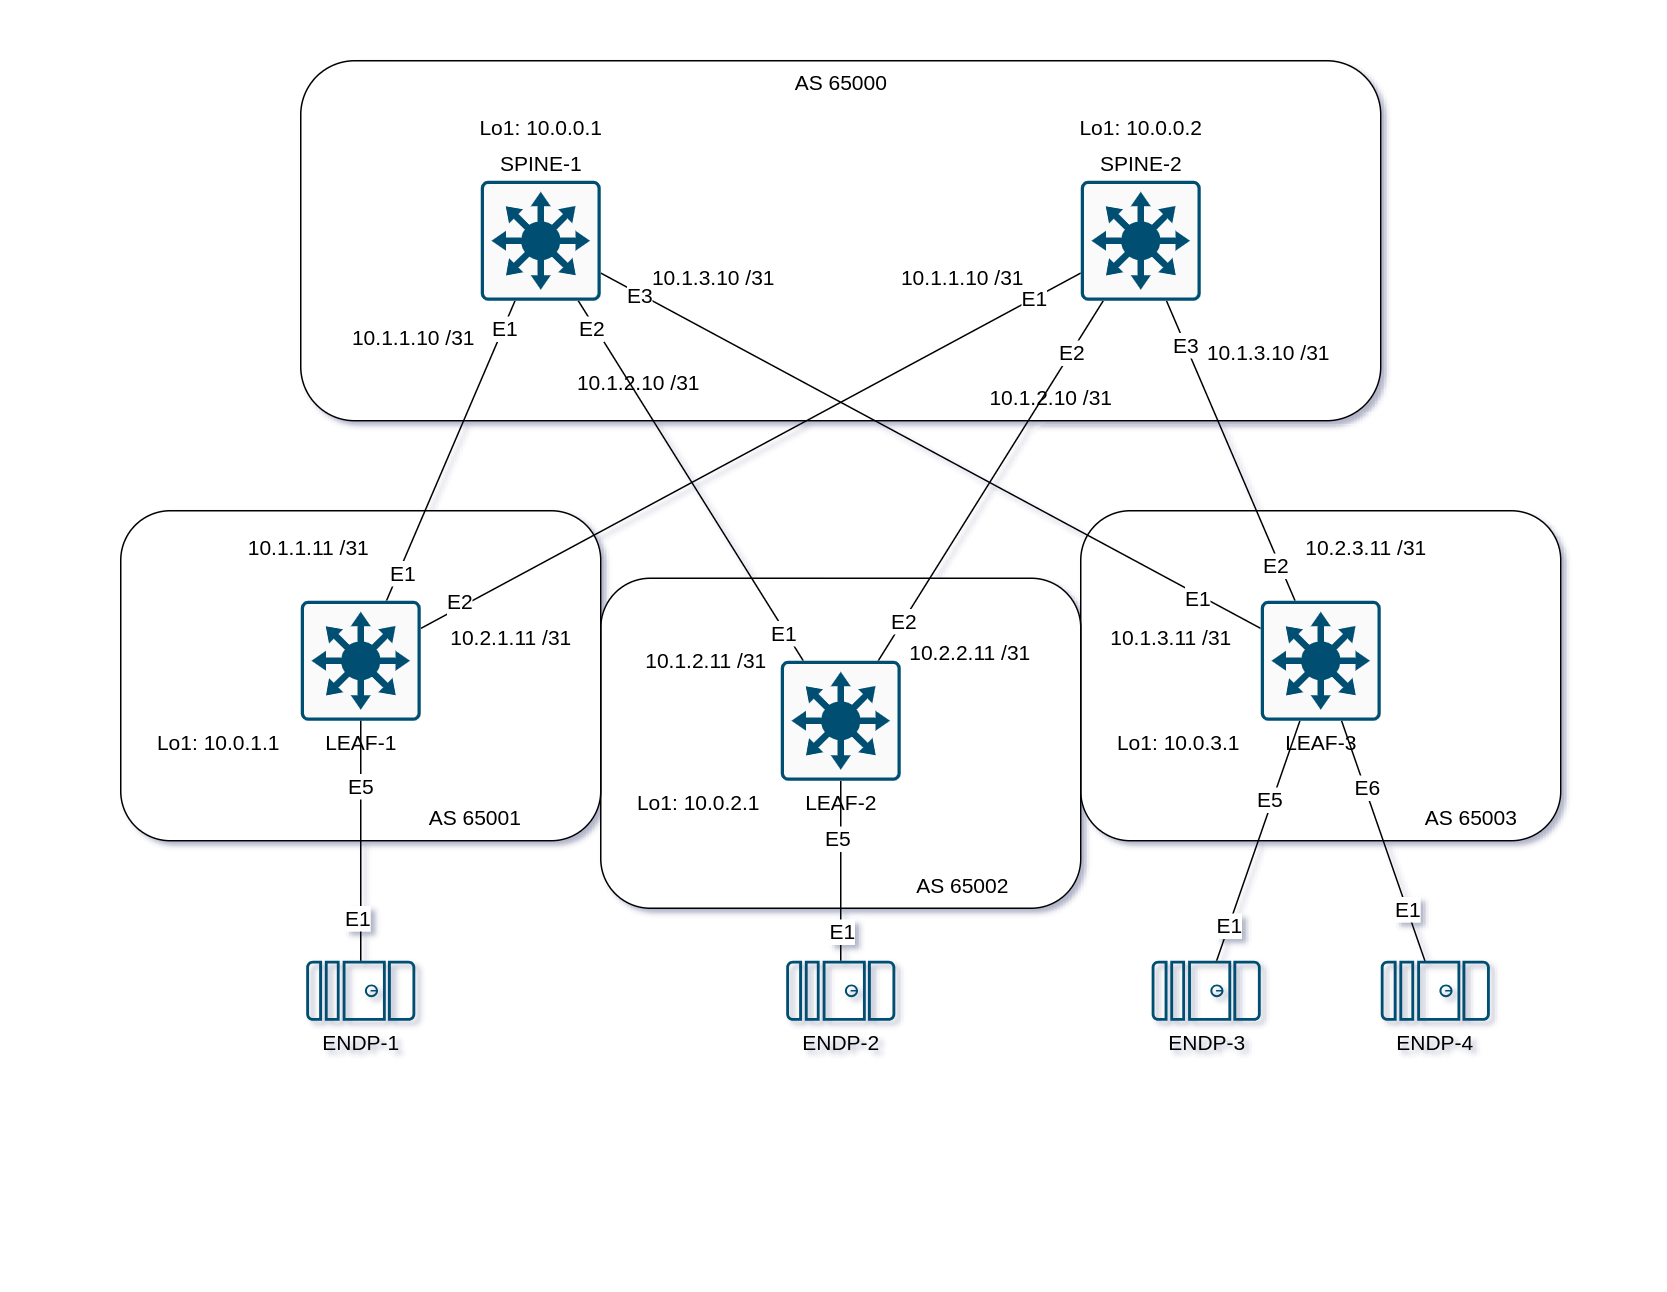 AS 65000
Lo1: 10.0.0.1
Lo1: 10.0.0.2
SPINE-1
SPINE-2
10.1.3.10 /31
10.1.1.10 /31
E3
E1
10.1.1.10 /31
E1
E2
E2
E3
10.1.3.10 /31
10.1.2.10 /31
10.1.2.10 /31
10.1.1.11 /31
10.2.3.11 /31
E1
E2
E2
E1
10.2.1.11 /31
E1
E2
10.1.3.11 /31
10.1.2.11 /31
10.2.2.11 /31
Lo1: 10.0.1.1
LEAF-1
Lo1: 10.0.3.1
LEAF-3
E5
E5
E6
Lo1: 10.0.2.1
LEAF-2
AS 65001
AS 65003
E5
AS 65002
E1
E1
E1
E1
ENDP-1
ENDP-2
ENDP-3
ENDP-4